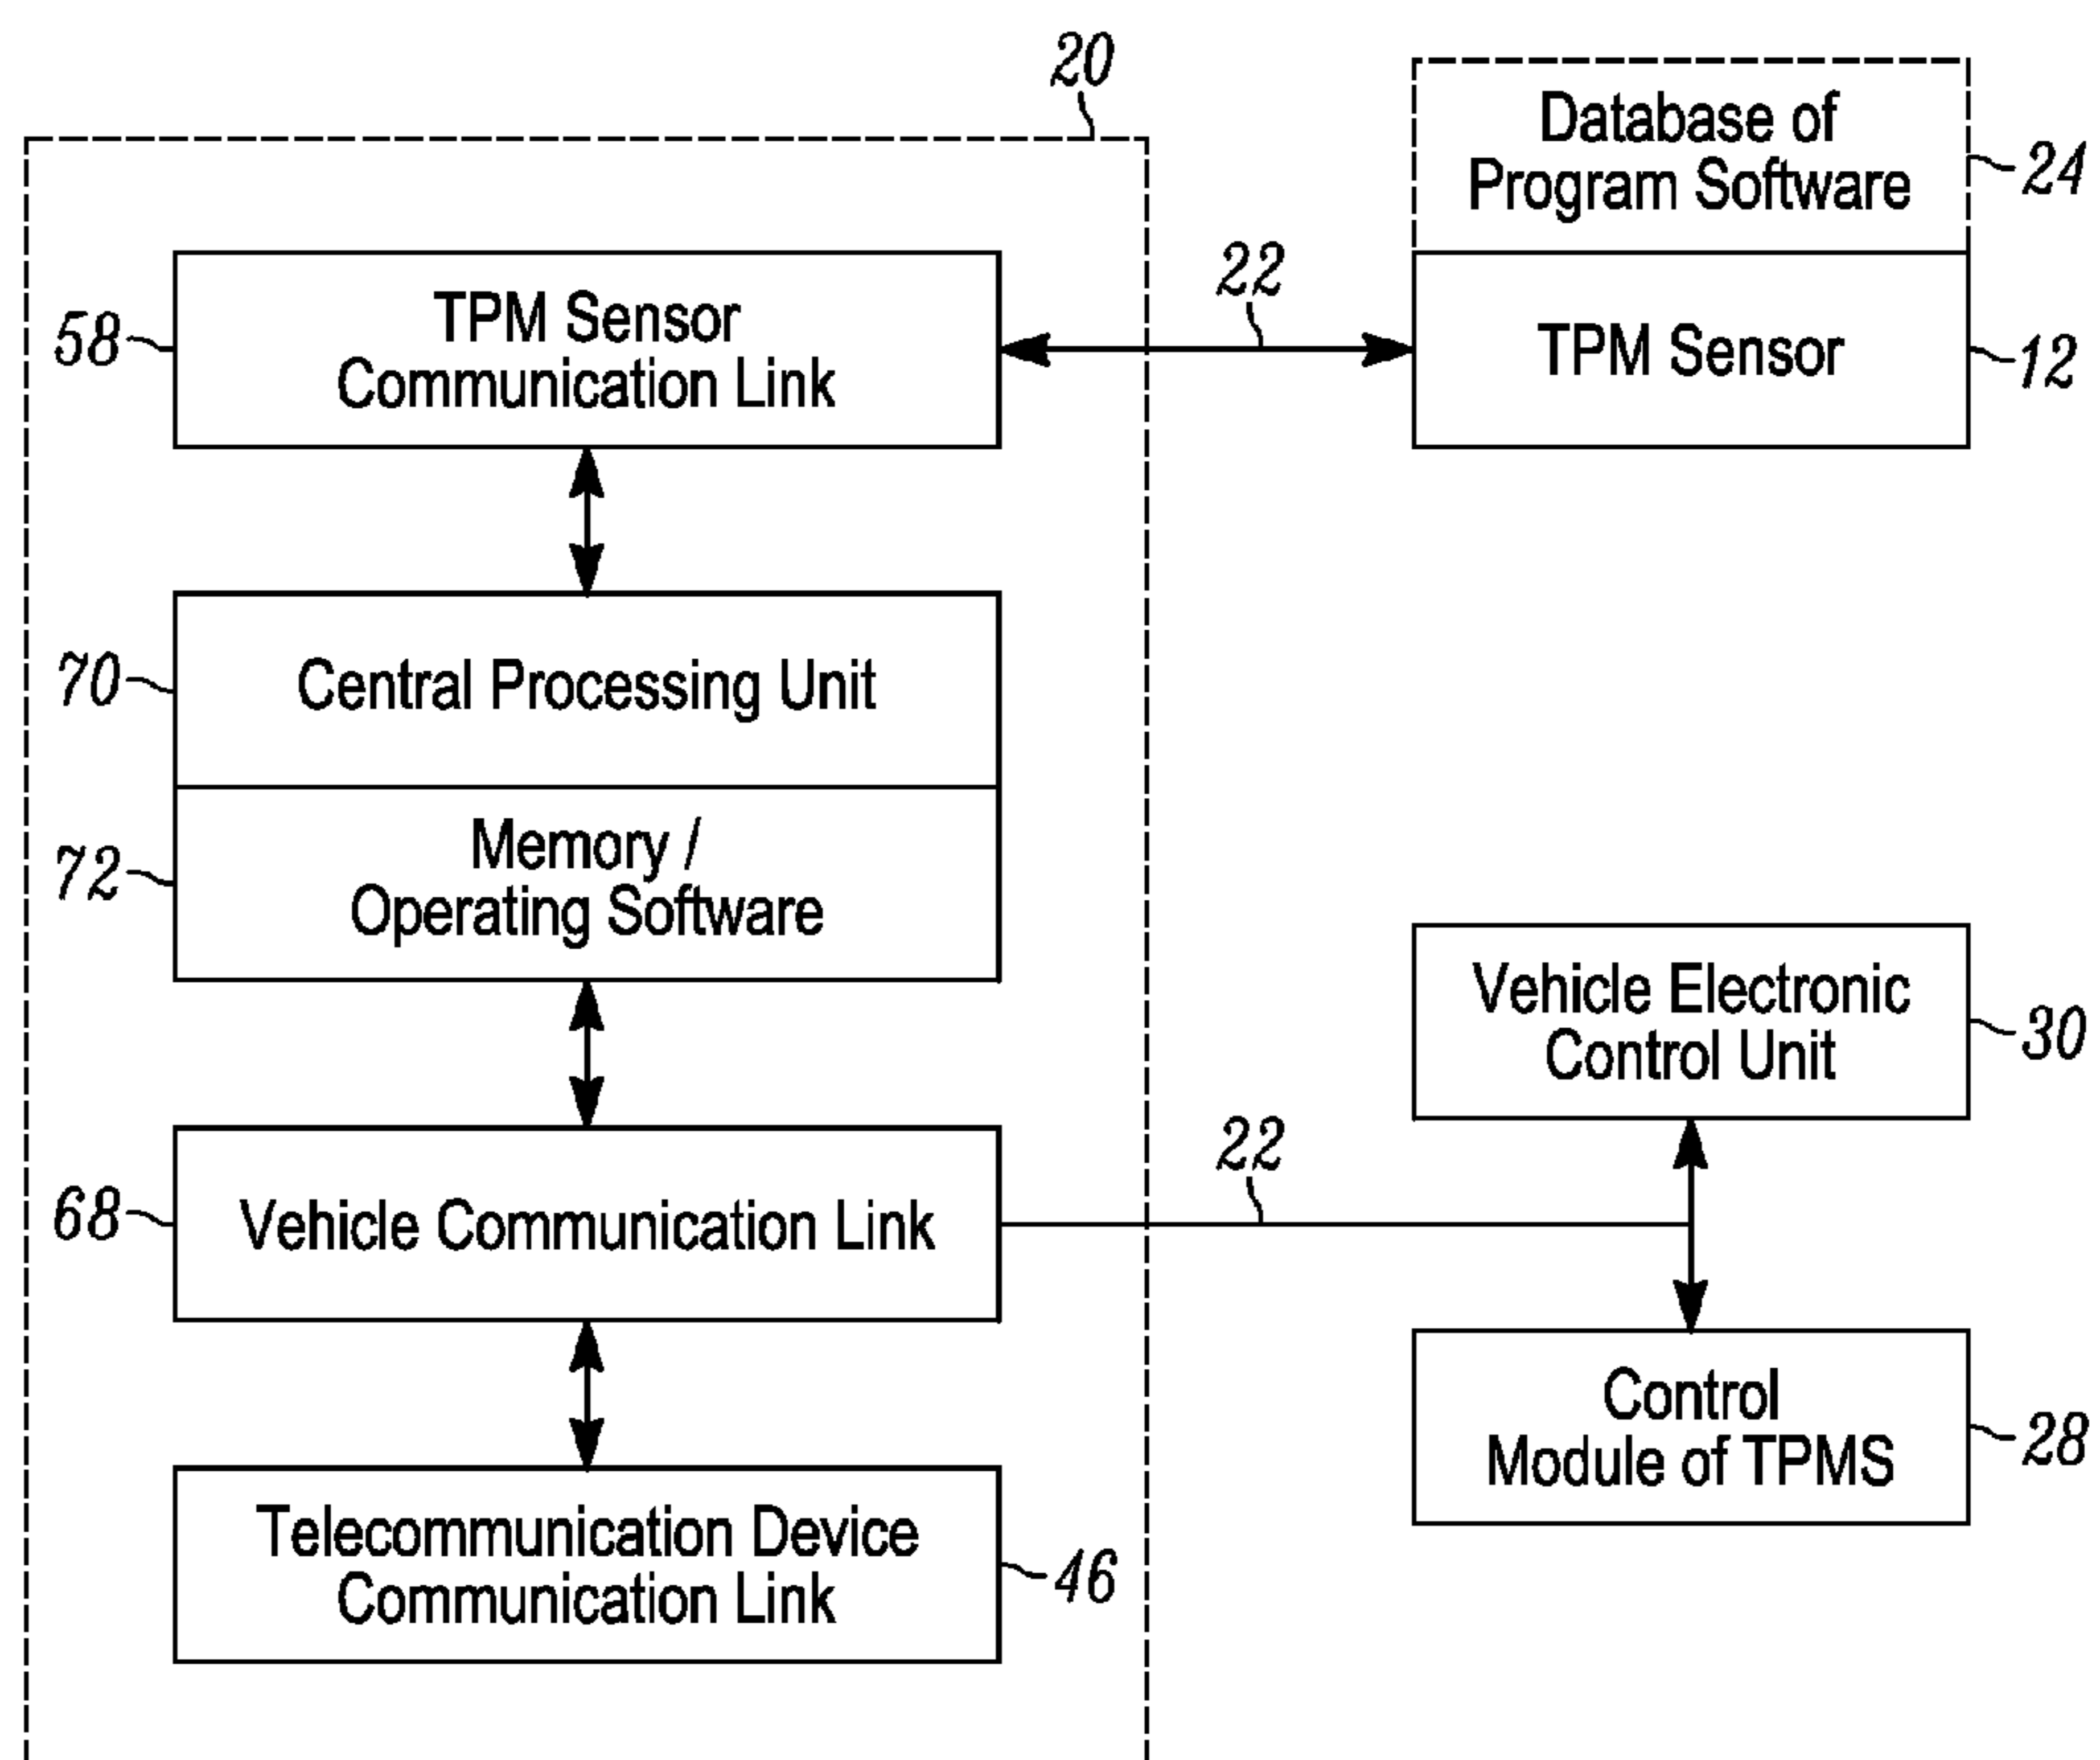 20
Database of
Program Software
24
22
58
TPM Sensor
Communication Link
TPM Sensor
12
70
Central Processing Unit
72
Memory /
Operating Software
Vehicle Electronic
Control Unit
30
22
68
Vehicle Communication Link
Control
Module of TPMS
28
Telecommunication Device
Communication Link
46